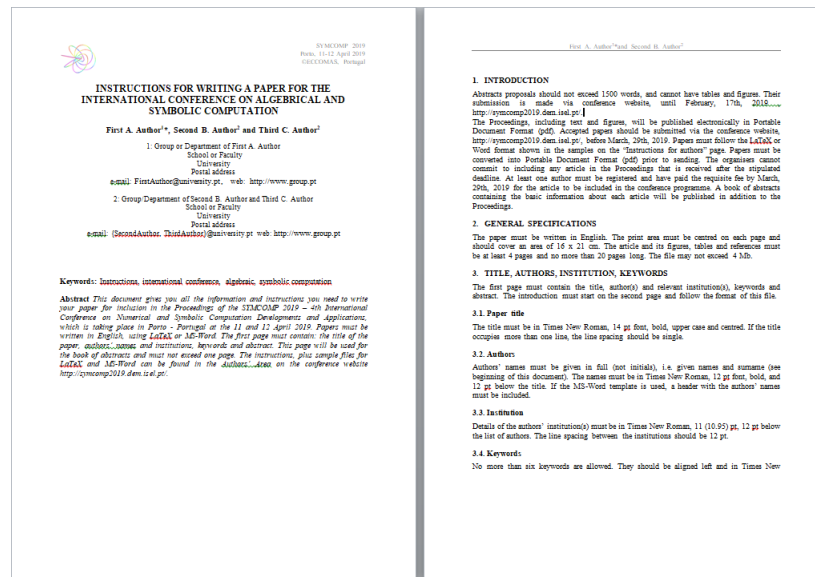 SYMCOMP 2019
Porto, 11-12 April 2019
©ECCOMAS, Portugal
INSTRUCTIONS FOR WRITING A PAPER FOR THE
INTERNATIONAL CONFERENCE ON ALGEBRICAL AND
SYMBOLIC COMPUTATION
First A. Author¹*, Second B. Author² and Third C. Author²
1: Group or Department of First A. Author
School or Faculty
University
Postal address
e-mail: FirstAuthor@university.pt, web: http://www.group.pt
2: Group/Department of Second B. Author and Third C. Author
School or Faculty
University
Postal address
e-mail: {SecondAuthor, ThirdAuthor}@university.pt web: http://www.group.pt
Keywords: Instructions, international conference, algebraic, symbolic computation
Abstract This document gives you all the information and instructions you need to write
your paper for inclusion in the Proceedings of the SYMCOMP 2019 – 4th International
Conference on Numerical and Symbolic Computation Developments and Applications,
which is taking place in Porto - Portugal at the 11 and 12 April 2019. Papers must be
written in English, using LaTeX or MS-Word. The first page must contain: the title of the
paper, authors' names and institutions, keywords and abstract. This page will be used for
the book of abstracts and must not exceed one page. The instructions, plus sample files for
LaTeX and MS-Word can be found in the Authors' Area on the conference website
http://symcomp2019.dem.isel.pt/.
First A. Author¹*and Second B. Author²
1. INTRODUCTION
Abstracts proposals should not exceed 1500 words, and cannot have tables and figures. Their
submission is made via conference website, until February, 17th, 2019
http://symcomp2019.dem.isel.pt/.
The Proceedings, including text and figures, will be published electronically in Portable
Document Format (pdf). Accepted papers should be submitted via the conference website,
http://symcomp2019.dem.isel.pt/, before March, 29th, 2019. Papers must follow the LaTeX or
Word format shown in the samples on the “Instructions for authors” page. Papers must be
converted into Portable Document Format (pdf) prior to sending. The organisers cannot
commit to including any article in the Proceedings that is received after the stipulated
deadline. At least one author must be registered and have paid the requisite fee by March,
29th, 2019 for the article to be included in the conference programme. A book of abstracts
containing the basic information about each article will be published in addition to the
Proceedings.
2. GENERAL SPECIFICATIONS
The paper must be written in English. The print area must be centred on each page and
should cover an area of 16 x 21 cm. The article and its figures, tables and references must
be at least 4 pages and no more than 20 pages long. The file may not exceed 4 Mb.
3. TITLE, AUTHORS, INSTITUTION, KEYWORDS
The first page must contain the title, author(s) and relevant institution(s), keywords and
abstract. The introduction must start on the second page and follow the format of this file.
3.1. Paper title
The title must be in Times New Roman, 14 pt font, bold, upper case and centred. If the title
occupies more than one line, the line spacing should be single.
3.2. Authors
Authors' names must be given in full (not initials), i.e. given names and surname (see
beginning of this document). The names must be in Times New Roman, 12 pt font, bold, and
12 pt below the title. If the MS-Word template is used, a header with the authors' names
must be included.
3.3. Institution
Details of the authors' institution(s) must be in Times New Roman, 11 (10.95) pt, 12 pt below
the list of authors. The line spacing between the institutions should be 12 pt.
3.4. Keywords
No more than six keywords are allowed. They should be aligned left and in Times New